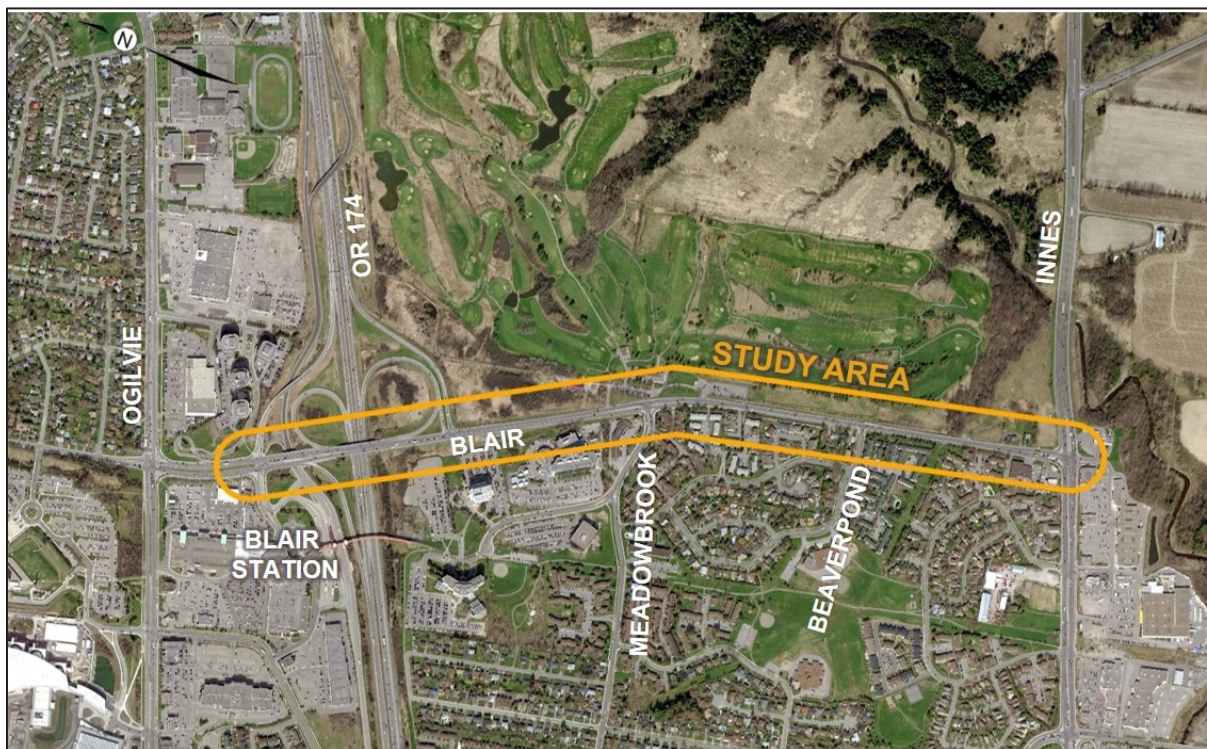 N
OGILVIE
OR 174
INNES
STUDY AREA
BLAIR
BLAIR
STATION
MEADOWBROOK
BEAVERPOND